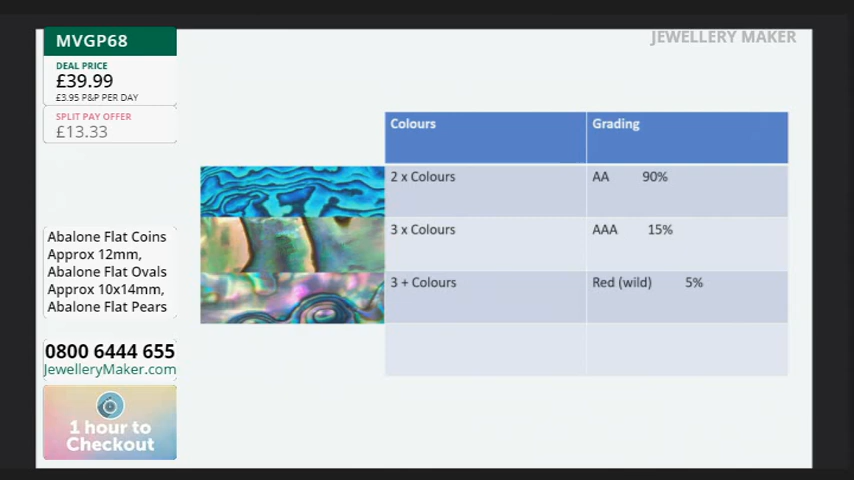 MVGP68
DEAL PRICE
£39.99
£3.95 P&P PER DAY
SPLIT PAY OFFER
£13.33
JEWELLERY MAKER
Colours Grading
2 x Colours AA 90%
3 x Colours AAA 15%
3 + Colours Red (wild) 5%
Abalone Flat Coins
Approx 12mm,
Abalone Flat Ovals
Approx 10x14mm,
Abalone Flat Pears
0800 6444 655
JewelleryMaker.com
1 hour to
Checkout